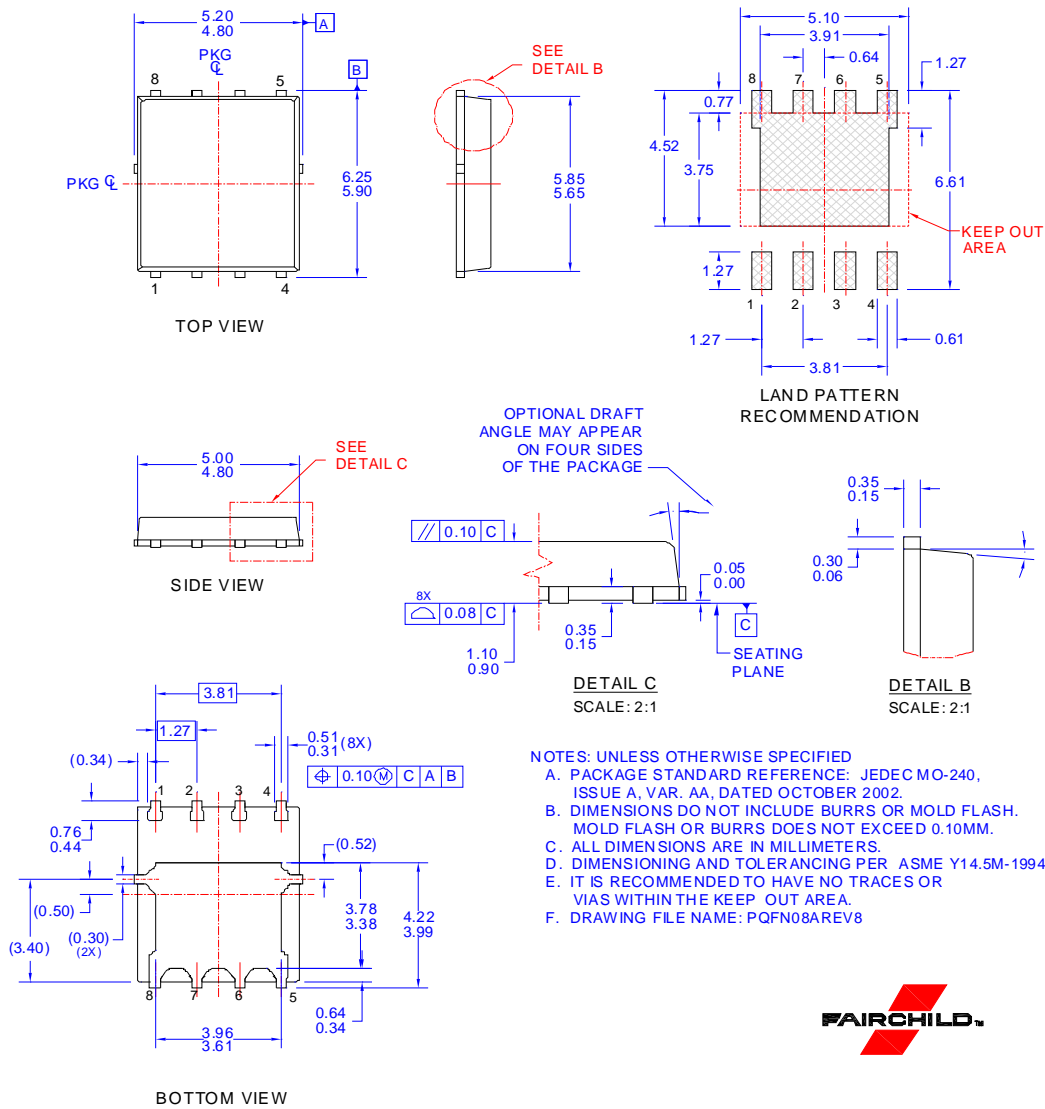 5.20
4.80
A
PKG
CL
B
8
5
PKG CL
6.25
5.90
1
4
TOP VIEW
SEE
DETAIL B
5.85
5.65
5.10
3.91
0.64
1.27
8
7
6
5
0.77
4.52
3.75
6.61
KEEP OUT
AREA
1.27
1
2
3
4
1.27
0.61
3.81
LAND PATTERN
RECOMMENDATION
5.00
4.80
SEE
DETAIL C
SIDE VIEW
OPTIONAL DRAFT
ANGLE MAY APPEAR
ON FOUR SIDES
OF THE PACKAGE
// 0.10 C
8X
⌓ 0.08 C
1.10
0.90
0.35
0.15
0.05
0.00
C
SEATING
PLANE
DETAIL C
SCALE: 2:1
0.35
0.15
0.30
0.06
DETAIL B
SCALE: 2:1
3.81
1.27
(0.34)
0.51
0.31 (8X)
⌖ 0.10 Ⓜ C A B
1
2
3
4
0.76
0.44
(0.52)
(0.50)
(0.30)
(2X)
(3.40)
3.78
3.38
4.22
3.99
8
7
6
5
0.64
0.34
3.96
3.61
BOTTOM VIEW
NOTES: UNLESS OTHERWISE SPECIFIED
A. PACKAGE STANDARD REFERENCE: JEDEC MO-240,
ISSUE A, VAR. AA, DATED OCTOBER 2002.
B. DIMENSIONS DO NOT INCLUDE BURRS OR MOLD FLASH.
MOLD FLASH OR BURRS DOES NOT EXCEED 0.10MM.
C. ALL DIMENSIONS ARE IN MILLIMETERS.
D. DIMENSIONING AND TOLERANCING PER ASME Y14.5M-1994
E. IT IS RECOMMENDED TO HAVE NO TRACES OR
VIAS WITHIN THE KEEP OUT AREA.
F. DRAWING FILE NAME: PQFN08AREV8
FAIRCHILD™